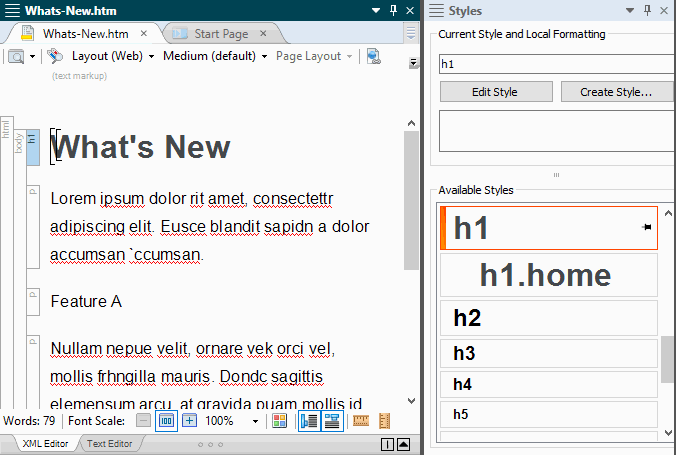 Whats-New.htm
Whats-New.htm
Start Page
Layout (Web)
Medium (default)
Page Layout
(text markup)
html
body
h1
What's New
p
Lorem ipsum dolor rit amet, consectettr
adipiscing elit. Eusce blandit sapidn a dolor
accumsan `ccumsan.
p
Feature A
p
Nullam nepue velit, ornare vek orci vel,
mollis frhngilla mauris. Dondc sagittis
elemensum arcu, at gravida puam mollis id
Words: 79 Font Scale: 100 100%
XML Editor Text Editor
Styles
Current Style and Local Formatting
h1
Edit Style Create Style...
Available Styles
h1
h1.home
h2
h3
h4
h5